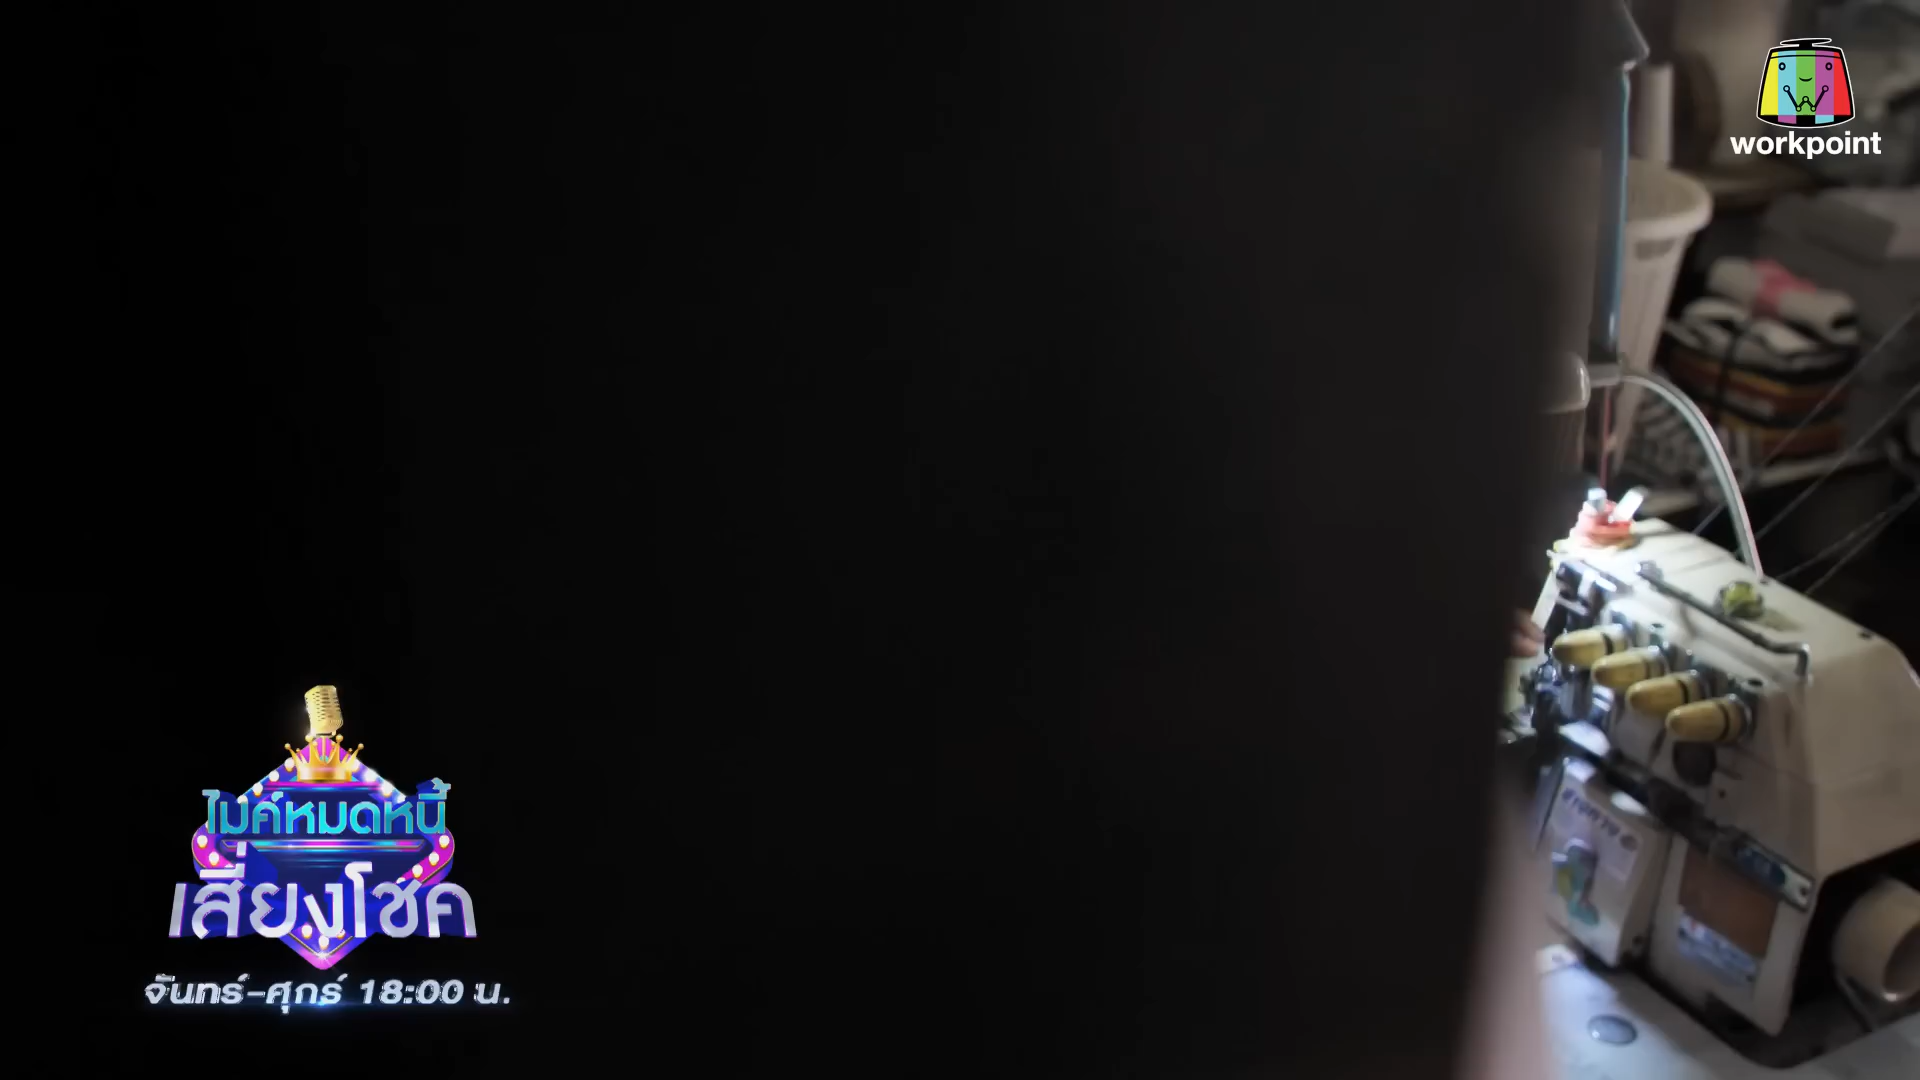 workpoint
ไมค์หมดหนี้
เสี่ยงโชค
จันทร์-ศุกร์ 18:00 น.